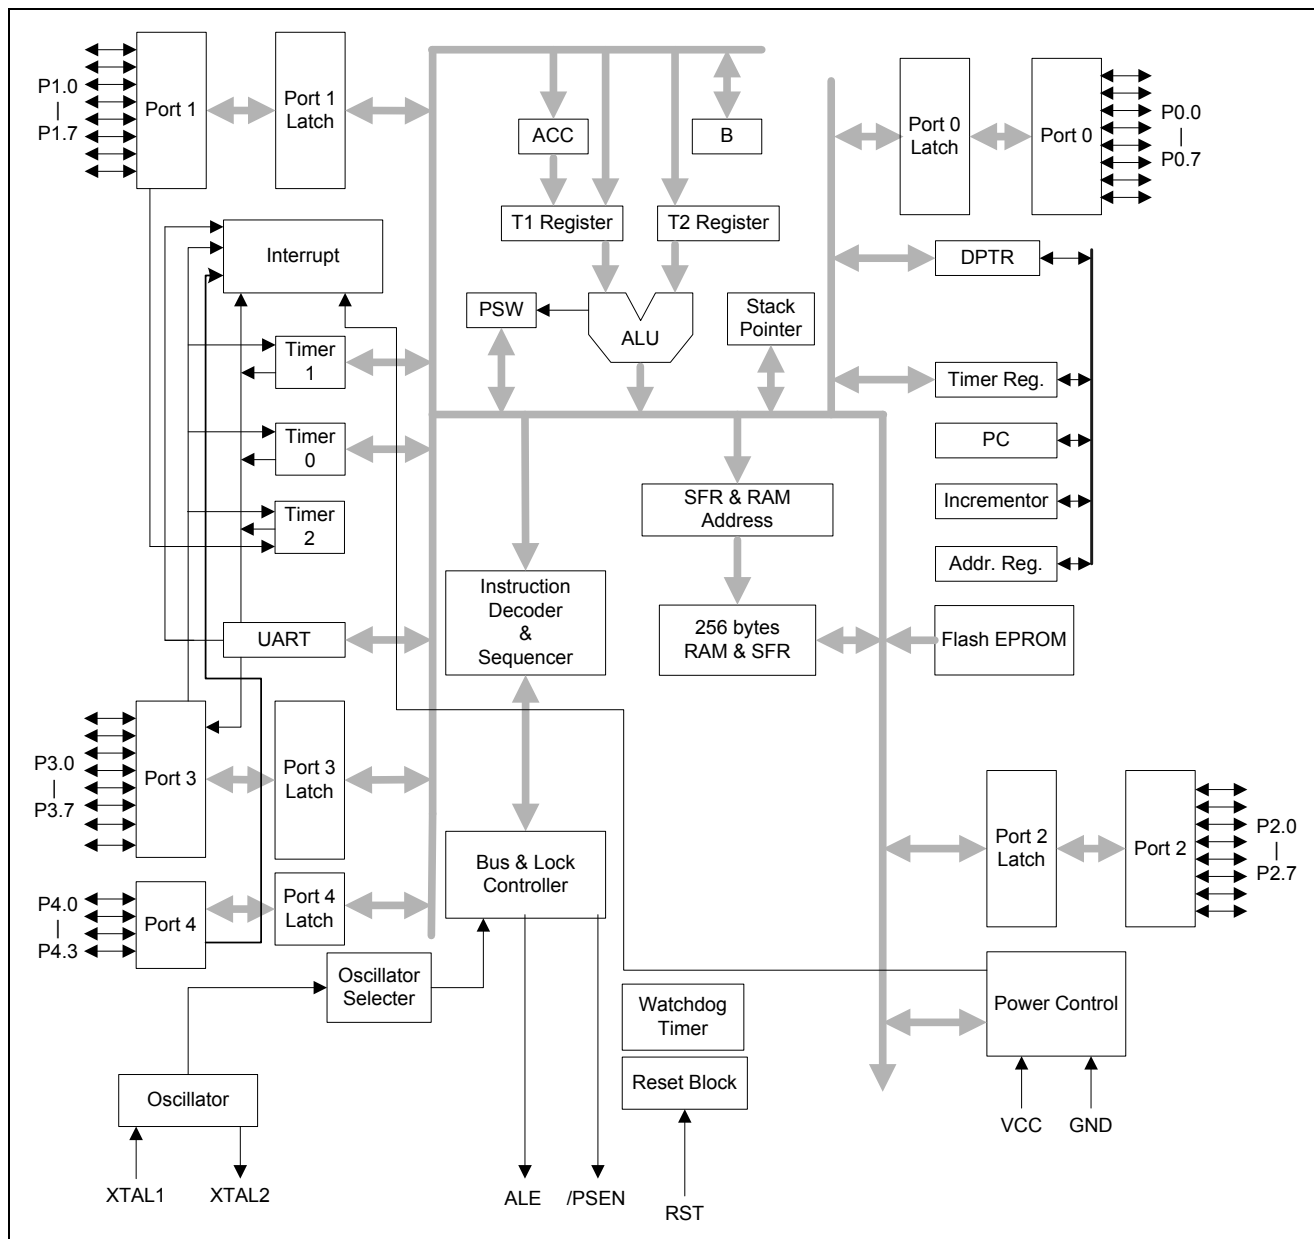 P1.0
|
P1.7
Port 1
Port 1
Latch
ACC
B
Port 0
Latch
Port 0
P0.0
|
P0.7
T1 Register
T2 Register
Interrupt
DPTR
PSW
ALU
Stack
Pointer
Timer
1
Timer Reg.
Timer
0
PC
SFR & RAM
Address
Incrementor
Timer
2
Addr. Reg.
Instruction
Decoder
&
Sequencer
UART
256 bytes
RAM & SFR
Flash EPROM
P3.0
|
P3.7
Port 3
Port 3
Latch
Port 2
Latch
Port 2
P2.0
|
P2.7
Bus & Lock
Controller
P4.0
|
P4.3
Port 4
Port 4
Latch
Oscillator
Selecter
Watchdog
Timer
Power Control
Reset Block
Oscillator
VCC
GND
XTAL1
XTAL2
ALE
/PSEN
RST